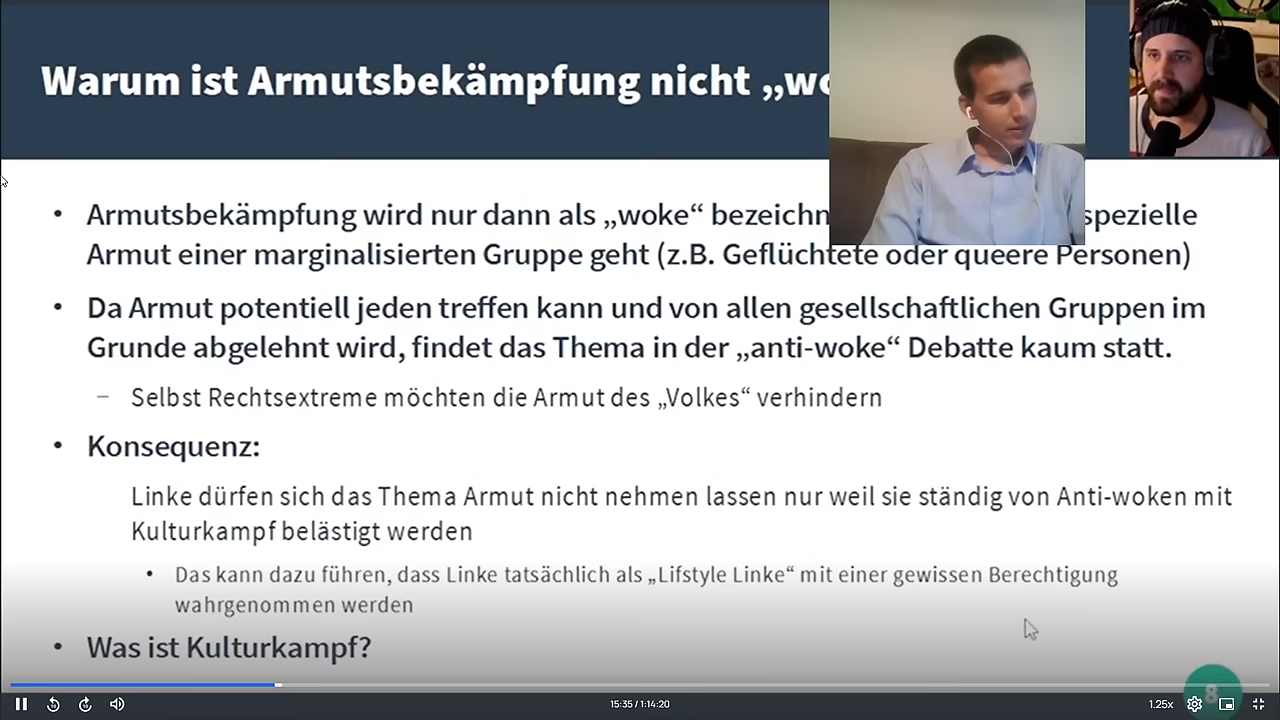 Warum ist Armutsbekämpfung nicht „wo
• Armutsbekämpfung wird nur dann als „woke“ bezeichn spezielle
Armut einer marginalisierten Gruppe geht (z.B. Geflüchtete oder queere Personen)
• Da Armut potentiell jeden treffen kann und von allen gesellschaftlichen Gruppen im
Grunde abgelehnt wird, findet das Thema in der „anti-woke“ Debatte kaum statt.
– Selbst Rechtsextreme möchten die Armut des „Volkes“ verhindern
• Konsequenz:
Linke dürfen sich das Thema Armut nicht nehmen lassen nur weil sie ständig von Anti-woken mit
Kulturkampf belästigt werden
• Das kann dazu führen, dass Linke tatsächlich als „Lifstyle Linke“ mit einer gewissen Berechtigung
wahrgenommen werden
• Was ist Kulturkampf?
8
15:35 / 1:14:20
1.25x